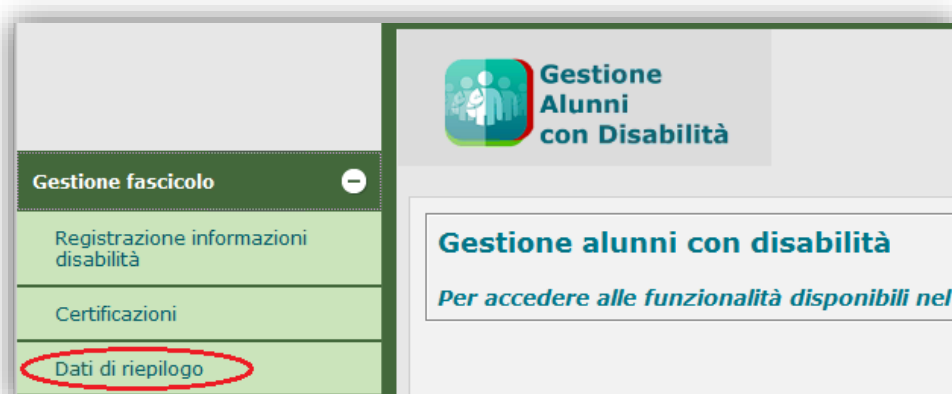 Gestione
Alunni
con Disabilità
Gestione fascicolo
Registrazione informazioni
disabilità
Certificazioni
Dati di riepilogo
Gestione alunni con disabilità
Per accedere alle funzionalità disponibili nel